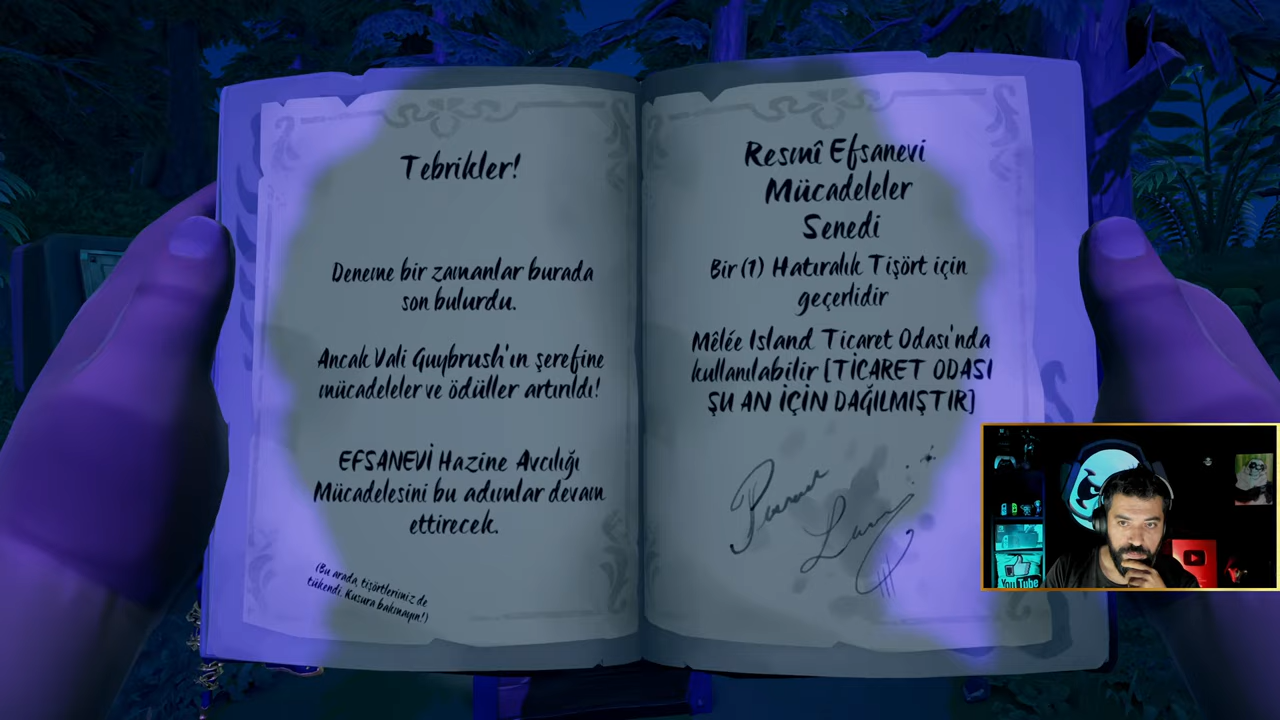 Tebrikler!
Deneme bir zamanlar burada
son bulurdu.
Ancak Vali Guybrush'ın şerefine
mücadeleler ve ödüller artırıldı!
EFSANEVİ Hazine Avcılığı
Mücadelesini bu adımlar devam
ettirecek.
(Bu arada, tişörtlerimiz de
tükendi. Kusura bakmayın!)
Resmî Efsanevi
Mücadeleler
Senedi
Bir (1) Hatıralık Tişört için
geçerlidir
Mêlée Island Ticaret Odası'nda
kullanılabilir [TİCARET ODASI
ŞU AN İÇİN DAĞILMIŞTIR]
YouTube